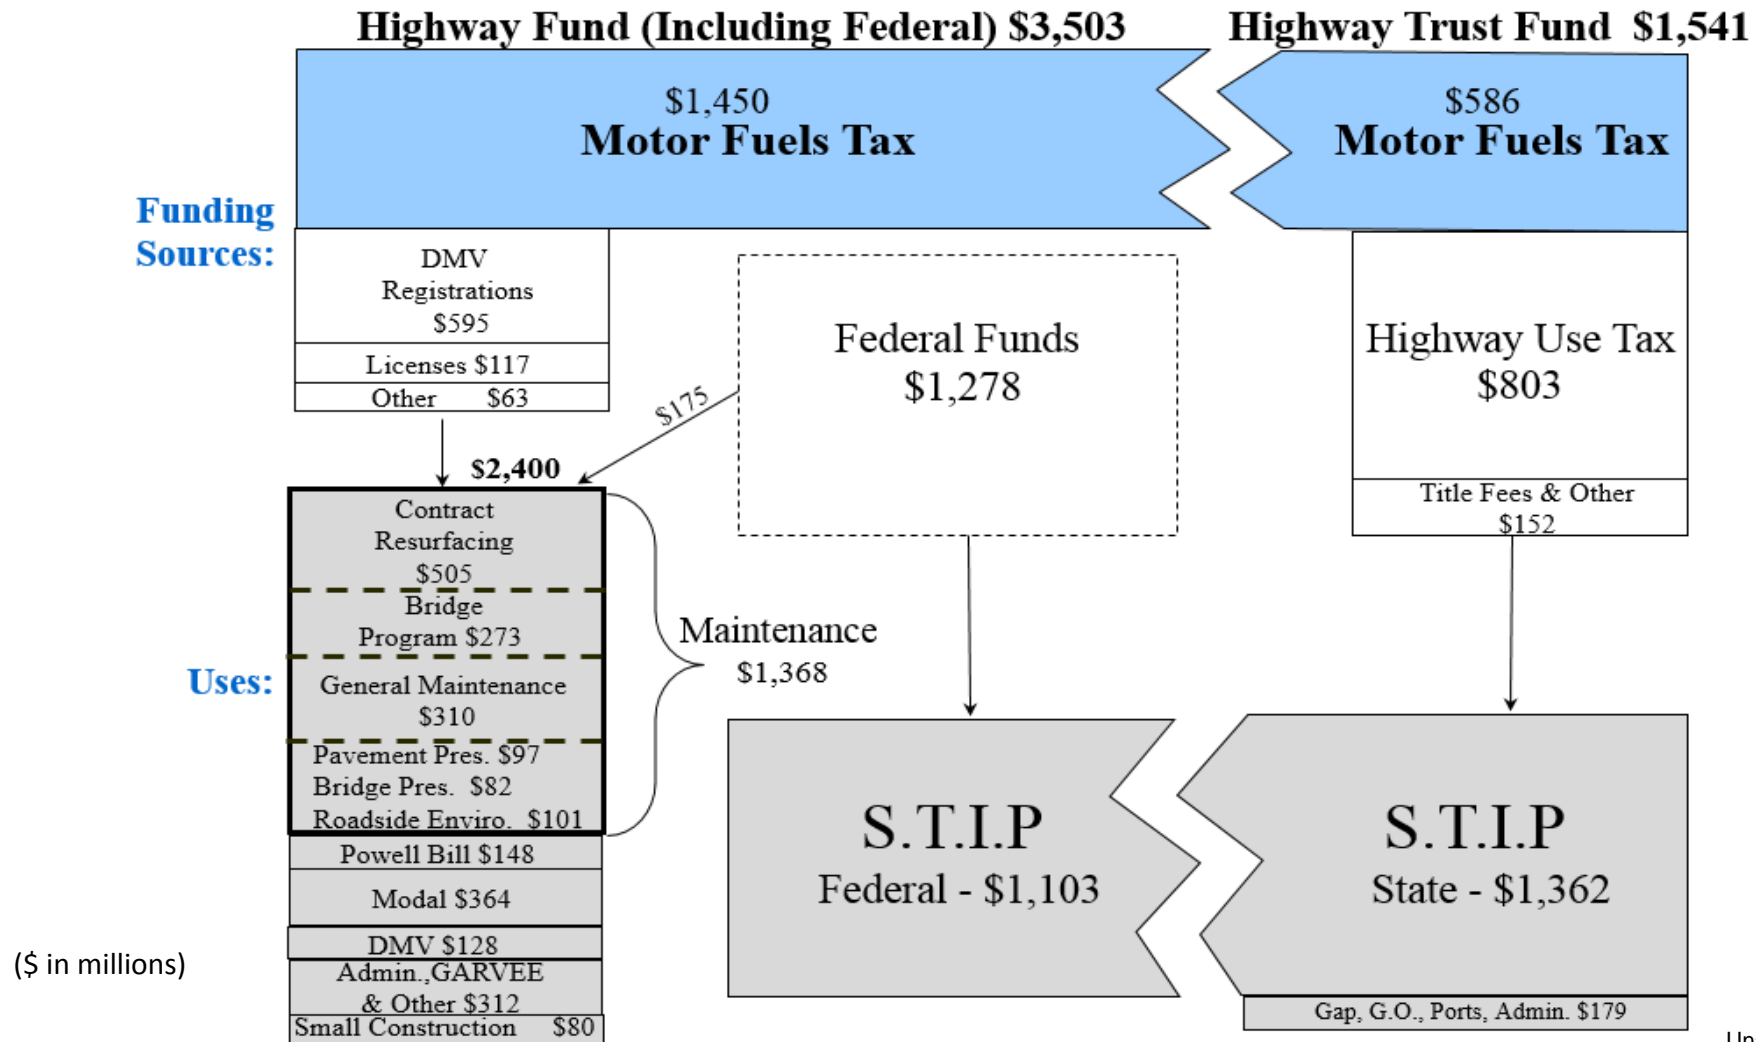 Highway Fund (Including Federal) $3,503
Highway Trust Fund $1,541
$1,450
Motor Fuels Tax
$586
Motor Fuels Tax
Funding
Sources:
DMV
Registrations
$595
Licenses $117
Other $63
Federal Funds
$1,278
Highway Use Tax
$803
Title Fees & Other
$152
$175
$2,400
Uses:
Contract
Resurfacing
$505
Bridge
Program $273
General Maintenance
$310
Pavement Pres. $97
Bridge Pres. $82
Roadside Enviro. $101
Maintenance
$1,368
Powell Bill $148
Modal $364
DMV $128
Admin.,GARVEE
& Other $312
Small Construction $80
S.T.I.P
Federal - $1,103
S.T.I.P
State - $1,362
Gap, G.O., Ports, Admin. $179
($ in millions)